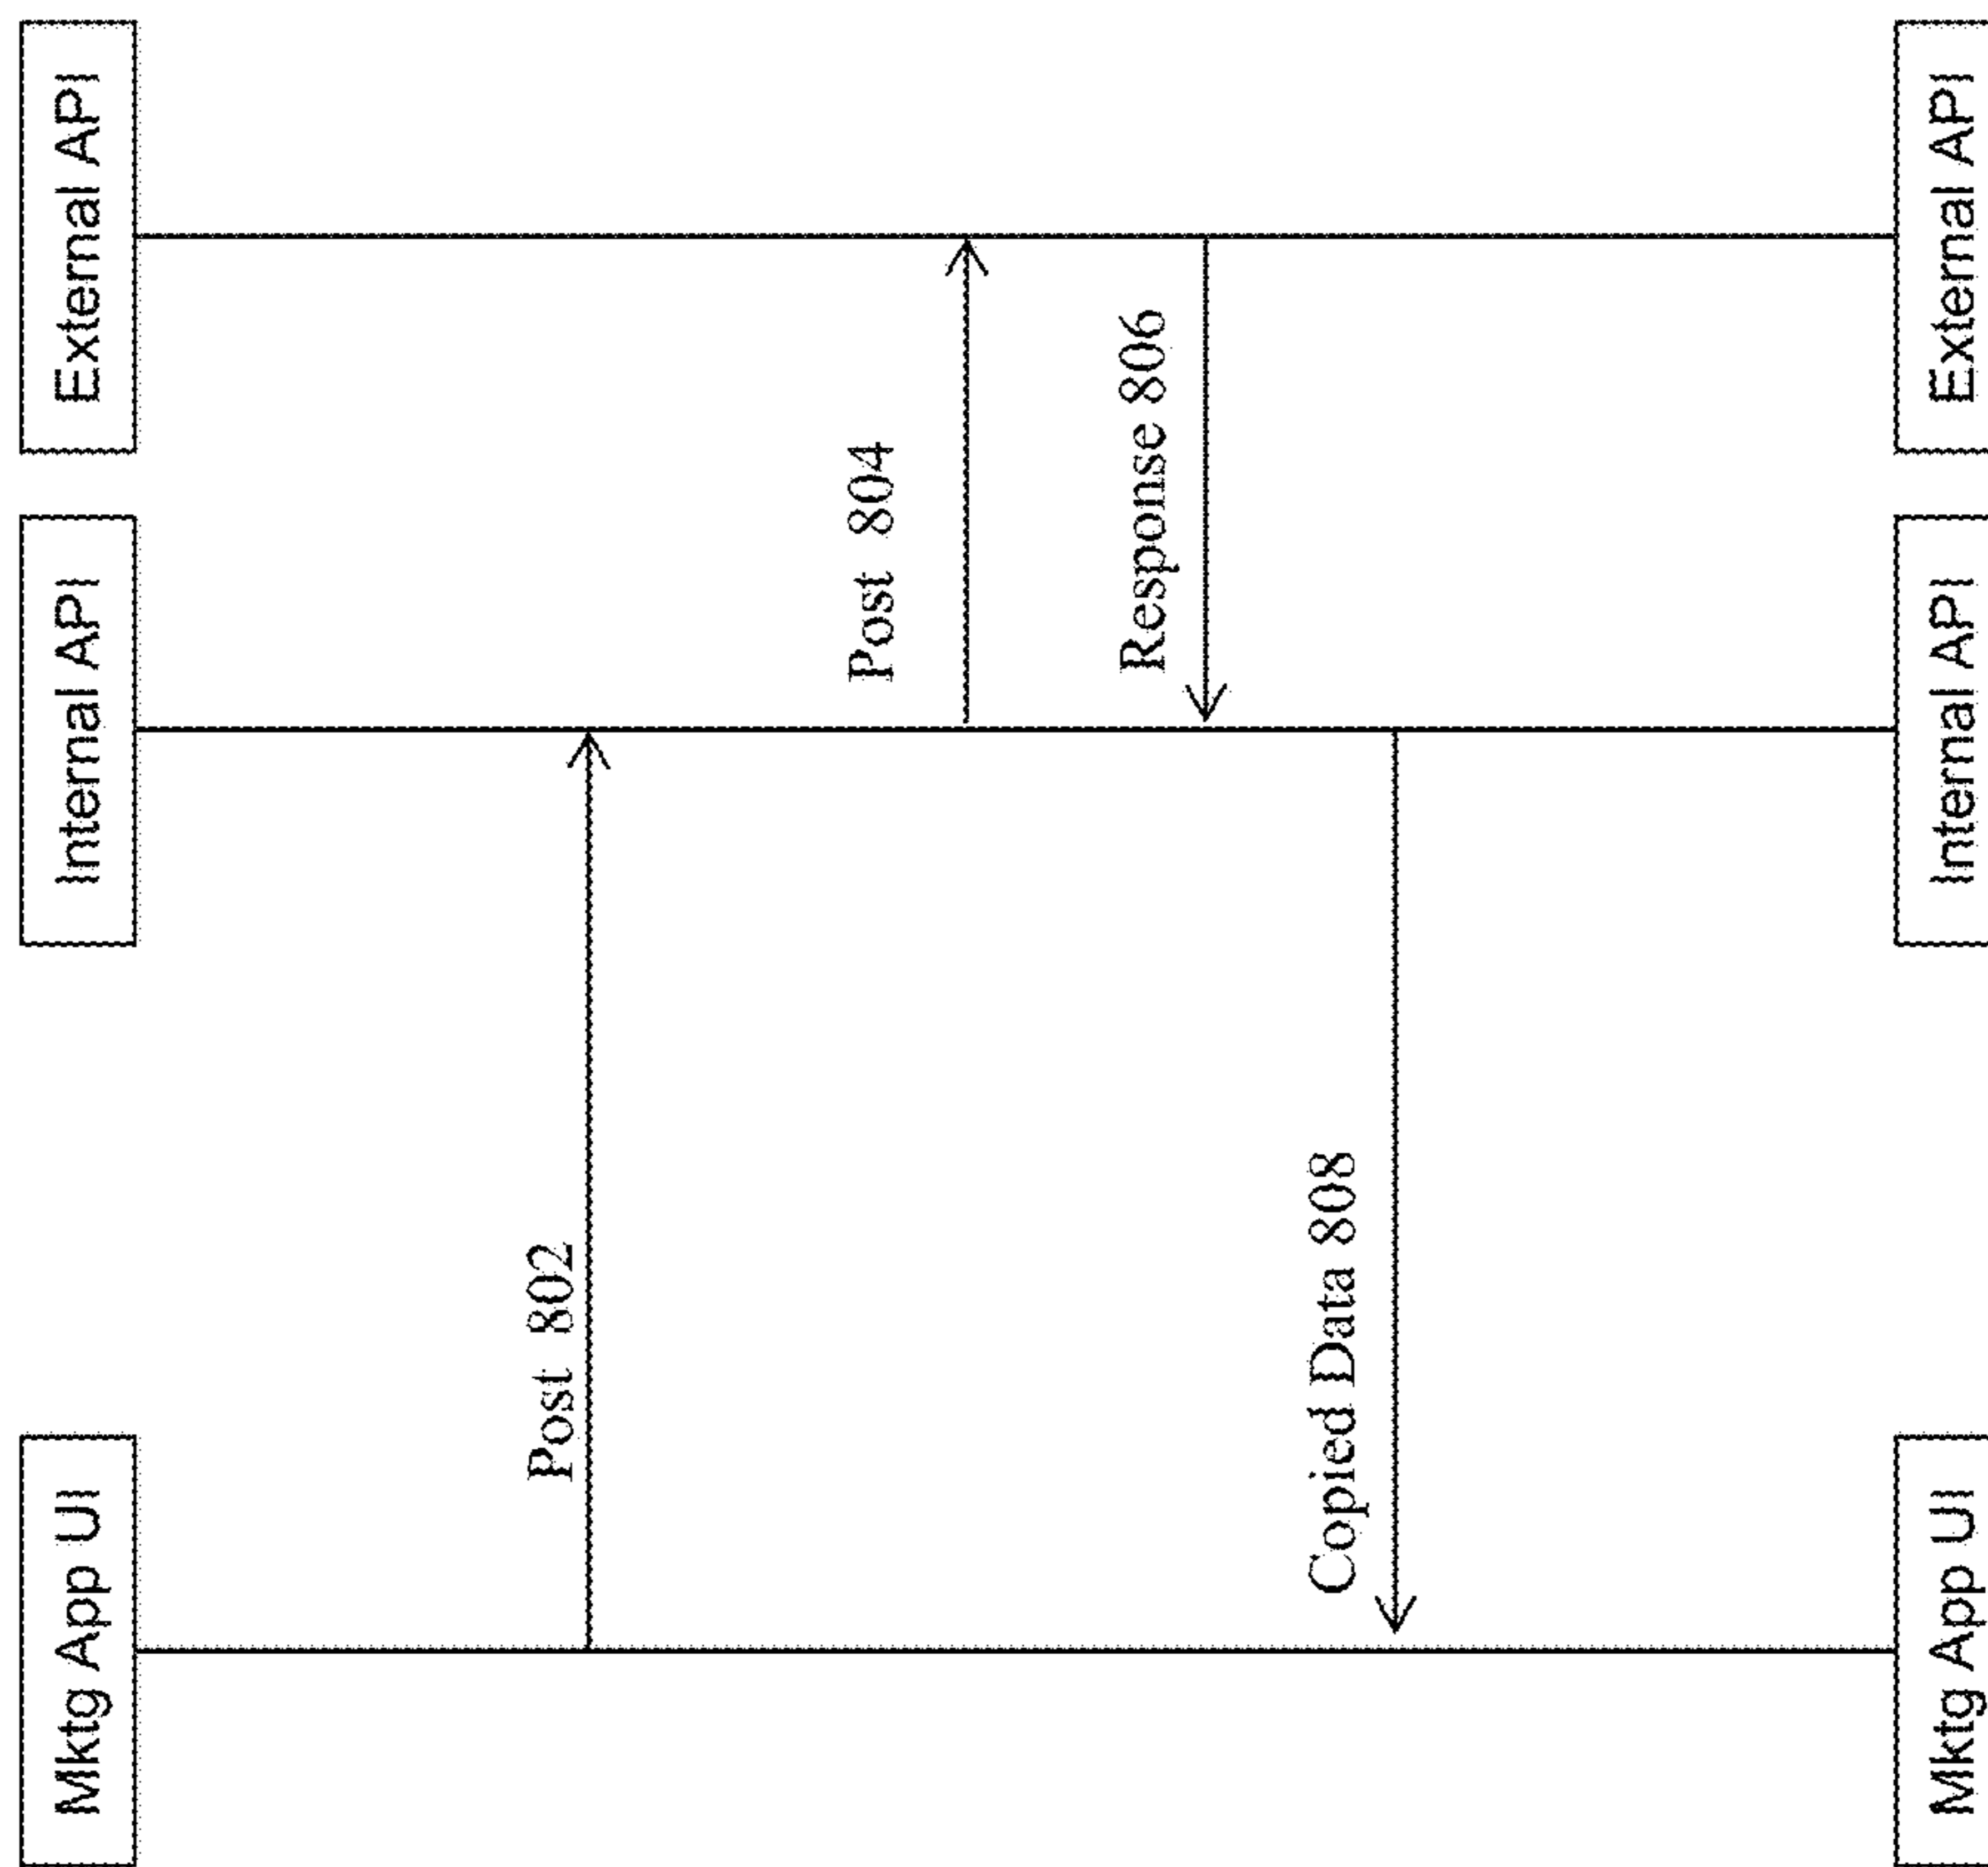 Mktg App UI
Internal API
External API
Post 802
Post 804
Response 806
Copied Data 808
Mktg App UI
Internal API
External API